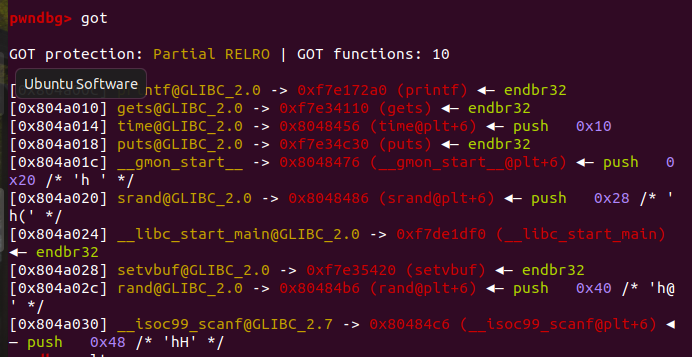 pwndbg> got
GOT protection: Partial RELRO | GOT functions: 10
Ubuntu Software
[ntf@GLIBC_2.0 -> 0xf7e172a0 (printf) ◂— endbr32
[0x804a010] gets@GLIBC_2.0 -> 0xf7e34110 (gets) ◂— endbr32
[0x804a014] time@GLIBC_2.0 -> 0x8048456 (time@plt+6) ◂— push   0x10
[0x804a018] puts@GLIBC_2.0 -> 0xf7e34c30 (puts) ◂— endbr32
[0x804a01c] __gmon_start__ -> 0x8048476 (__gmon_start__@plt+6) ◂— push   0
x20 /* 'h ' */
[0x804a020] srand@GLIBC_2.0 -> 0x8048486 (srand@plt+6) ◂— push   0x28 /* '
h(' */
[0x804a024] __libc_start_main@GLIBC_2.0 -> 0xf7de1df0 (__libc_start_main)
◂— endbr32
[0x804a028] setvbuf@GLIBC_2.0 -> 0xf7e35420 (setvbuf) ◂— endbr32
[0x804a02c] rand@GLIBC_2.0 -> 0x80484b6 (rand@plt+6) ◂— push   0x40 /* 'h@
' */
[0x804a030] __isoc99_scanf@GLIBC_2.7 -> 0x80484c6 (__isoc99_scanf@plt+6) ◂
— push   0x48 /* 'hH' */